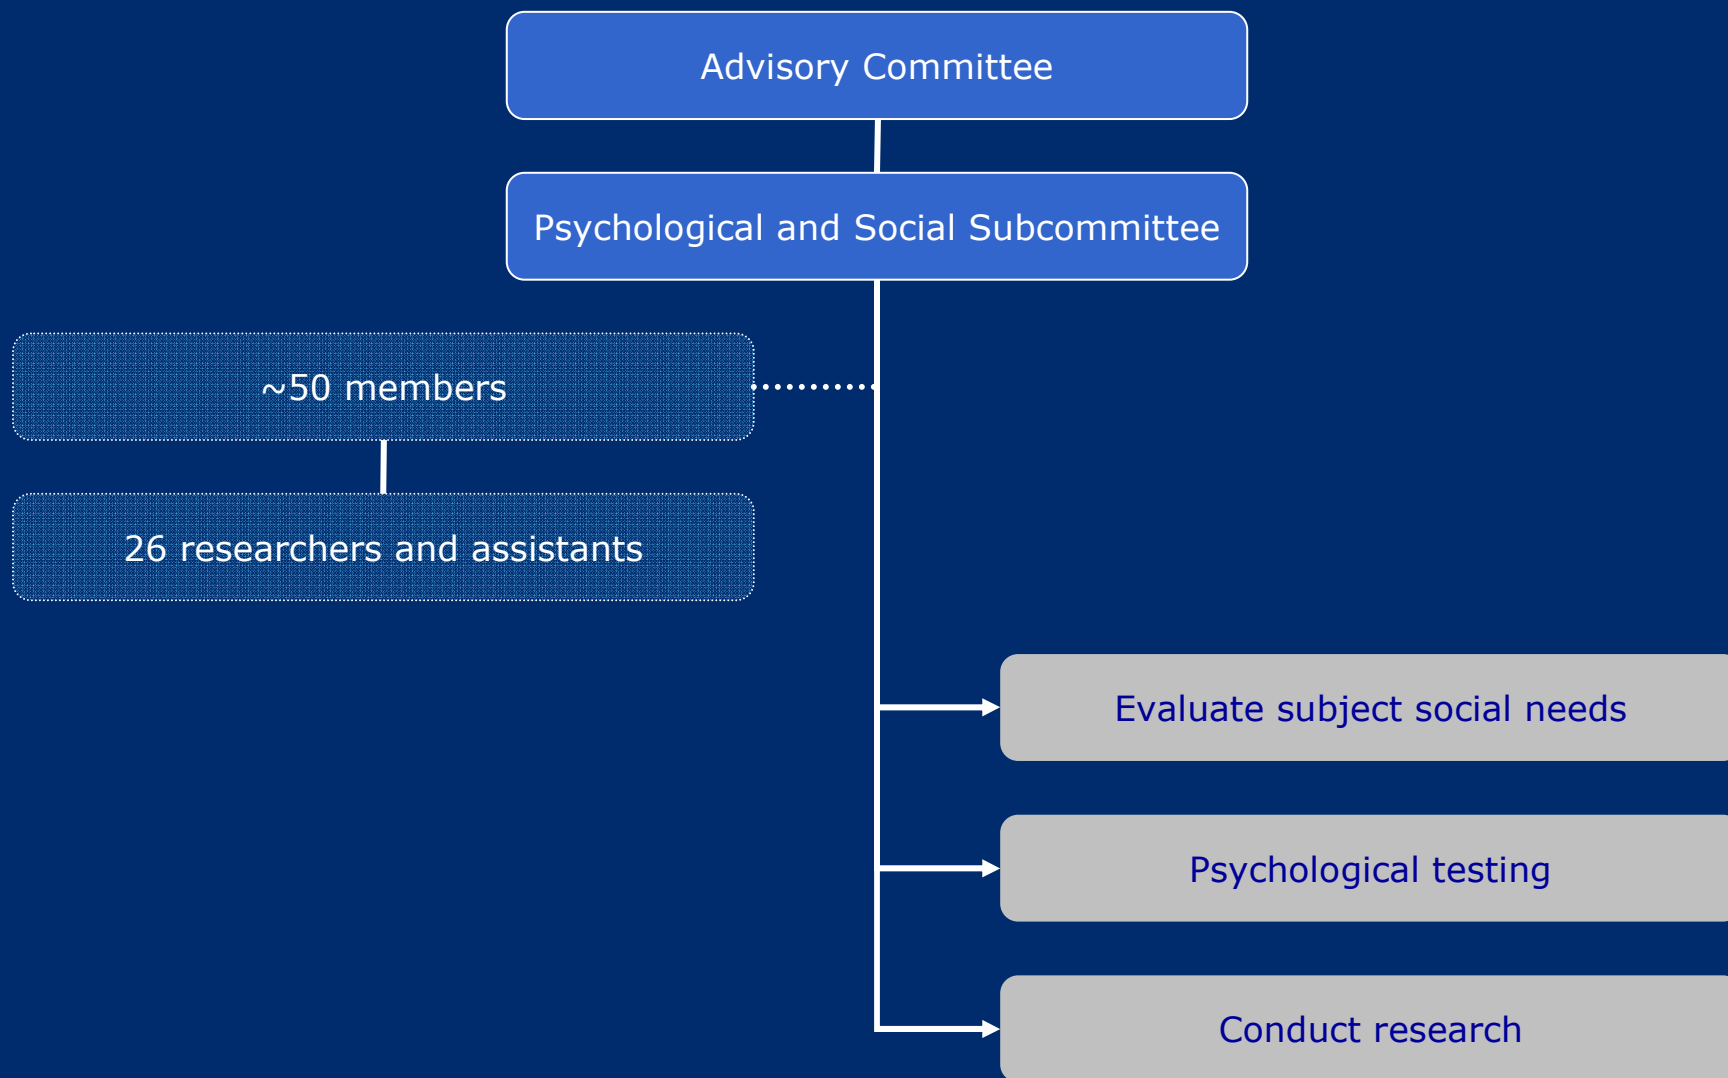 Advisory Committee
Psychological and Social Subcommittee
~50 members
26 researchers and assistants
Evaluate subject social needs
Psychological testing
Conduct research